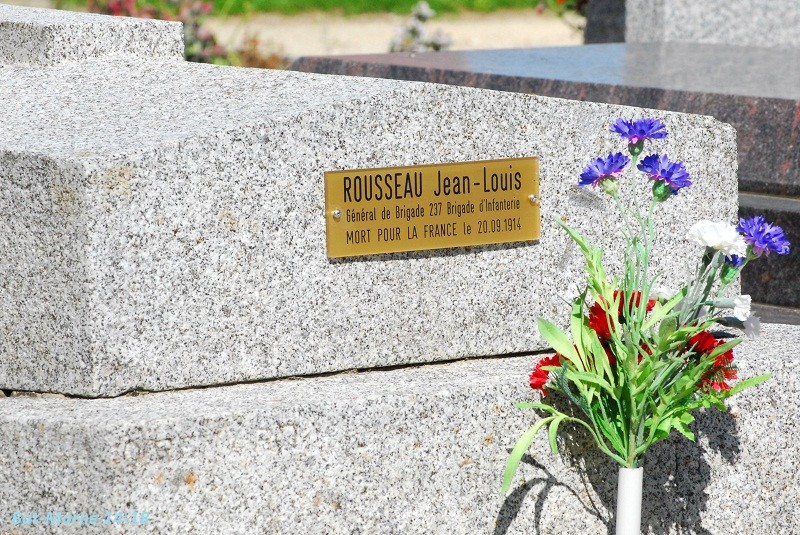 ROUSSEAU Jean-Louis
Général de Brigade 237 Brigade d'Infanterie
MORT POUR LA FRANCE le 20.09.1914